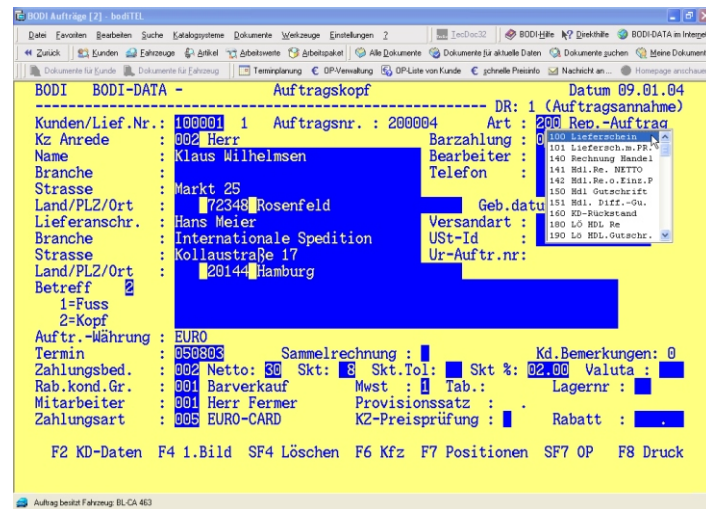 BODI Aufträge [2] - bodiTEL
Datei Favoriten Bearbeiten Suche Katalogsysteme Dokumente Werkzeuge Einstellungen ? TecDoc32 BODI-Hilfe Direkthilfe BODI-DATA im Internet
Zurück Kunden Fahrzeug Artikel Arbeitswerte Arbeitspaket Alle Dokumente Dokumente für aktuelle Daten Dokumente suchen Meine Dokument
Dokumente für Kunde Dokumente für Fahrzeug Terminplanung OP-Verwaltung OP-Liste von Kunde schnelle Preisinfo Nachricht an... Homepage anschauen
BODI BODI-DATA - Auftragskopf Datum 09.01.04
DR: 1 (Auftragsannahme)
Kunden/Lief.Nr.: 100001 1 Auftragsnr. : 200004 Art : 200 Rep.-Auftrag
Kz Anrede : 002 Herr Barzahlung : 0
Name : Klaus Wilhelmsen Bearbeiter :
Branche : Telefon :
Strasse : Markt 25
Land/PLZ/Ort : 72348 Rosenfeld Geb.datu
Lieferanschr. : Hans Meier Versandart :
Branche : Internationale Spedition USt-Id :
Strasse : Kollaustraße 17 Ur-Auftr.nr:
Land/PLZ/Ort : 20144 Hamburg
100 Lieferschein
101 Liefersch.m.PR.
140 Rechnung Handel
141 Hdl.Re. NETTO
142 Hdl.Re.o.Einz.P
150 Hdl Gutschrift
151 Hdl. Diff.-Gu.
160 KD-Rückstand
180 LÖ HDL Re
190 Lö HDL.Gutschr.
Betreff 2
1=Fuss
2=Kopf
Auftr.-Währung : EURO
Termin : 050803 Sammelrechnung : Kd.Bemerkungen: 0
Zahlungsbed. : 002 Netto: 30 Skt: 8 Skt.Tol: Skt %: 02.00 Valuta :
Rab.kond.Gr. : 001 Barverkauf Mwst : 1 Tab.: Lagernr :
Mitarbeiter : 001 Herr Fermer Provisionssatz : .
Zahlungsart : 005 EURO-CARD KZ-Preisprüfung : Rabatt : .
F2 KD-Daten F4 1.Bild SF4 Löschen F6 Kfz F7 Positionen SF7 OP F8 Druck
Auftrag besitzt Fahrzeug: BL-CA 463